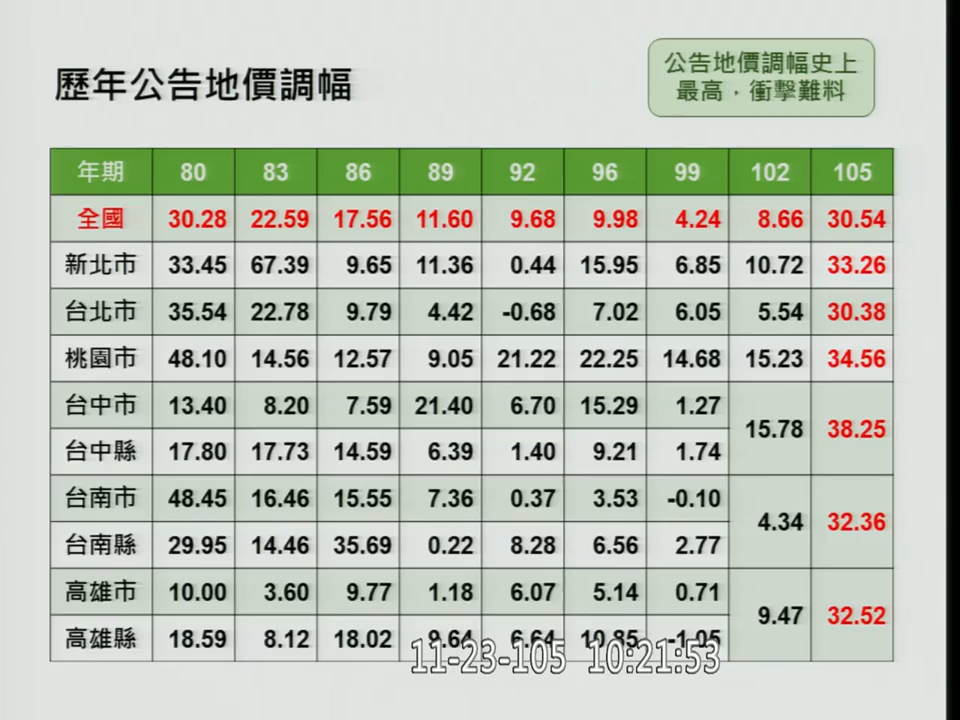 歷年公告地價調幅
公告地價調幅史上
最高，衝擊難料
年期 80 83 86 89 92 96 99 102 105
全國 30.28 22.59 17.56 11.60 9.68 9.98 4.24 8.66 30.54
新北市 33.45 67.39 9.65 11.36 0.44 15.95 6.85 10.72 33.26
台北市 35.54 22.78 9.79 4.42 -0.68 7.02 6.05 5.54 30.38
桃園市 48.10 14.56 12.57 9.05 21.22 22.25 14.68 15.23 34.56
台中市 13.40 8.20 7.59 21.40 6.70 15.29 1.27
15.78 38.25
台中縣 17.80 17.73 14.59 6.39 1.40 9.21 1.74
台南市 48.45 16.46 15.55 7.36 0.37 3.53 -0.10
4.34 32.36
台南縣 29.95 14.46 35.69 0.22 8.28 6.56 2.77
高雄市 10.00 3.60 9.77 1.18 6.07 5.14 0.71
9.47 32.52
高雄縣 18.59 8.12 18.02 9.64 6.64 10.85 -1.05
11-23-105 10:21:53